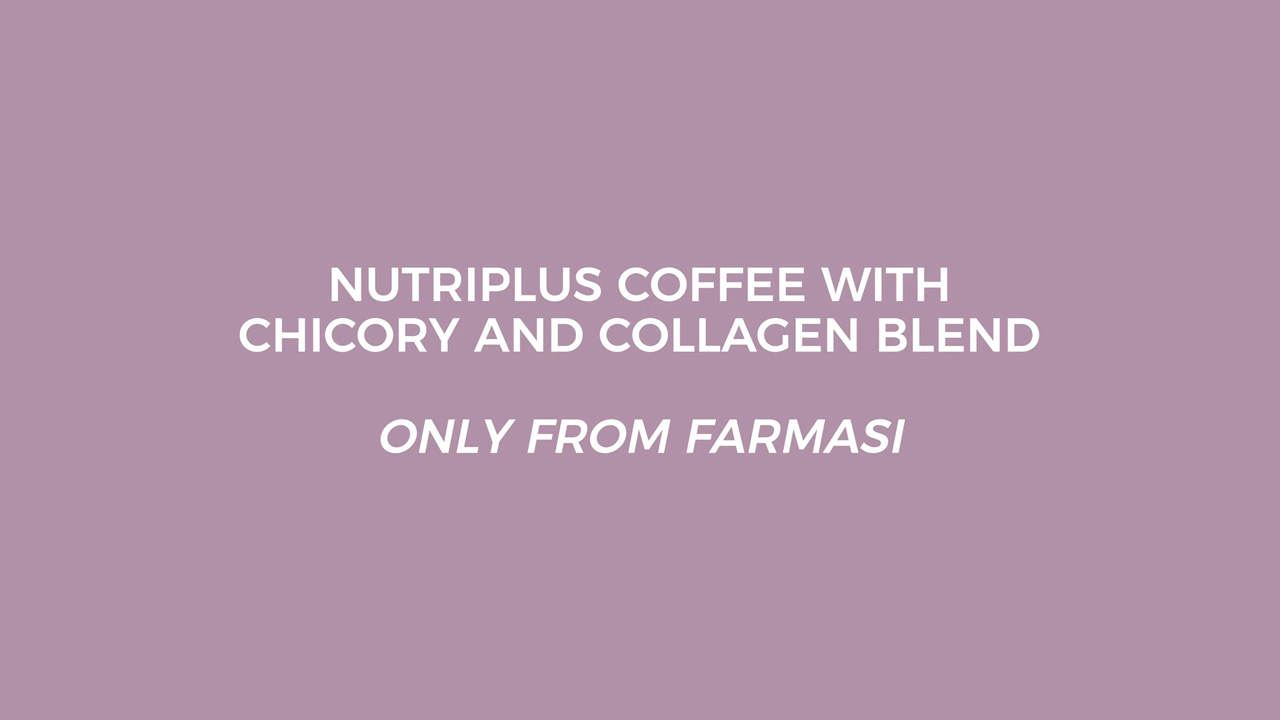 NUTRIPLUS COFFEE WITH
CHICORY AND COLLAGEN BLEND
ONLY FROM FARMASI